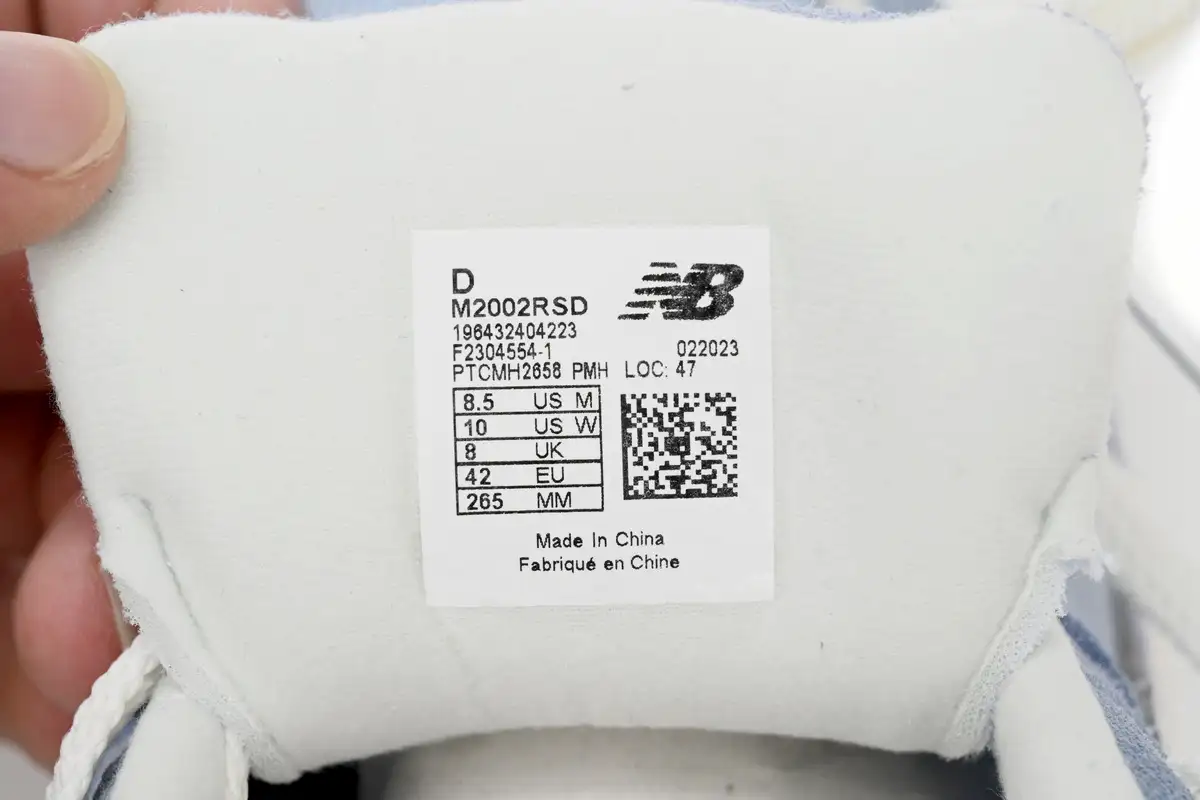 D
NB
M2002RSD
196432404223
F2304554-1 022023
PTCMH2658 PMH LOC: 47
8.5 US M
10 US W
8 UK
42 EU
265 MM
Made In China
Fabriqué en Chine